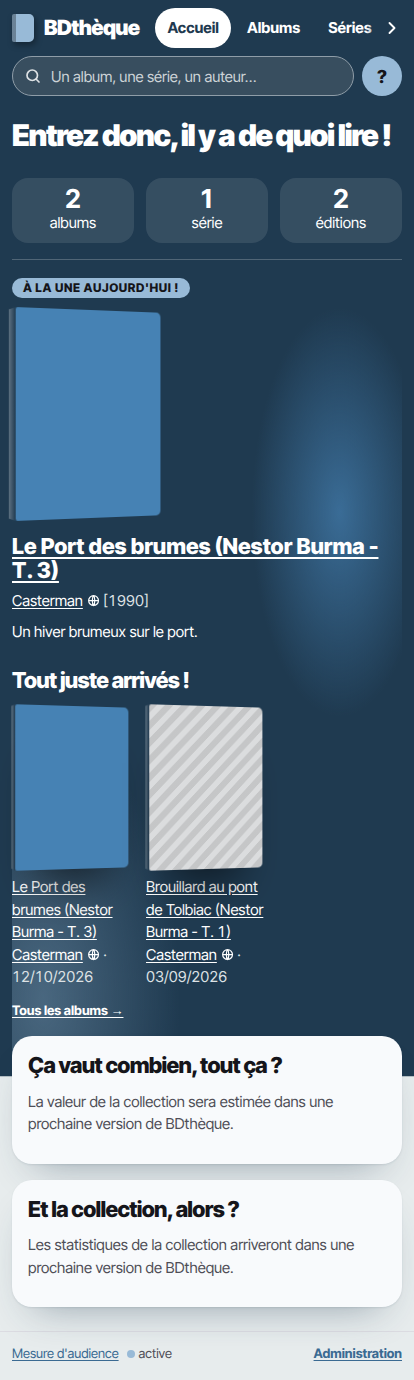 BDthèque Accueil Albums Séries
Un album, une série, un auteur...
?
Entrez donc, il y a de quoi lire !
2 1 2
albums série éditions
À LA UNE AUJOURD'HUI !
Le Port des brumes (Nestor Burma -
T. 3)
Casterman [1990]
Un hiver brumeux sur le port.
Tout juste arrivés !
Le Port des
brumes (Nestor
Burma - T. 3)
Casterman ·
12/10/2026
Brouillard au pont
de Tolbiac (Nestor
Burma - T. 1)
Casterman ·
03/09/2026
Tous les albums →
Ça vaut combien, tout ça ?
La valeur de la collection sera estimée dans une
prochaine version de BDthèque.
Et la collection, alors ?
Les statistiques de la collection arriveront dans une
prochaine version de BDthèque.
Mesure d'audience active Administration